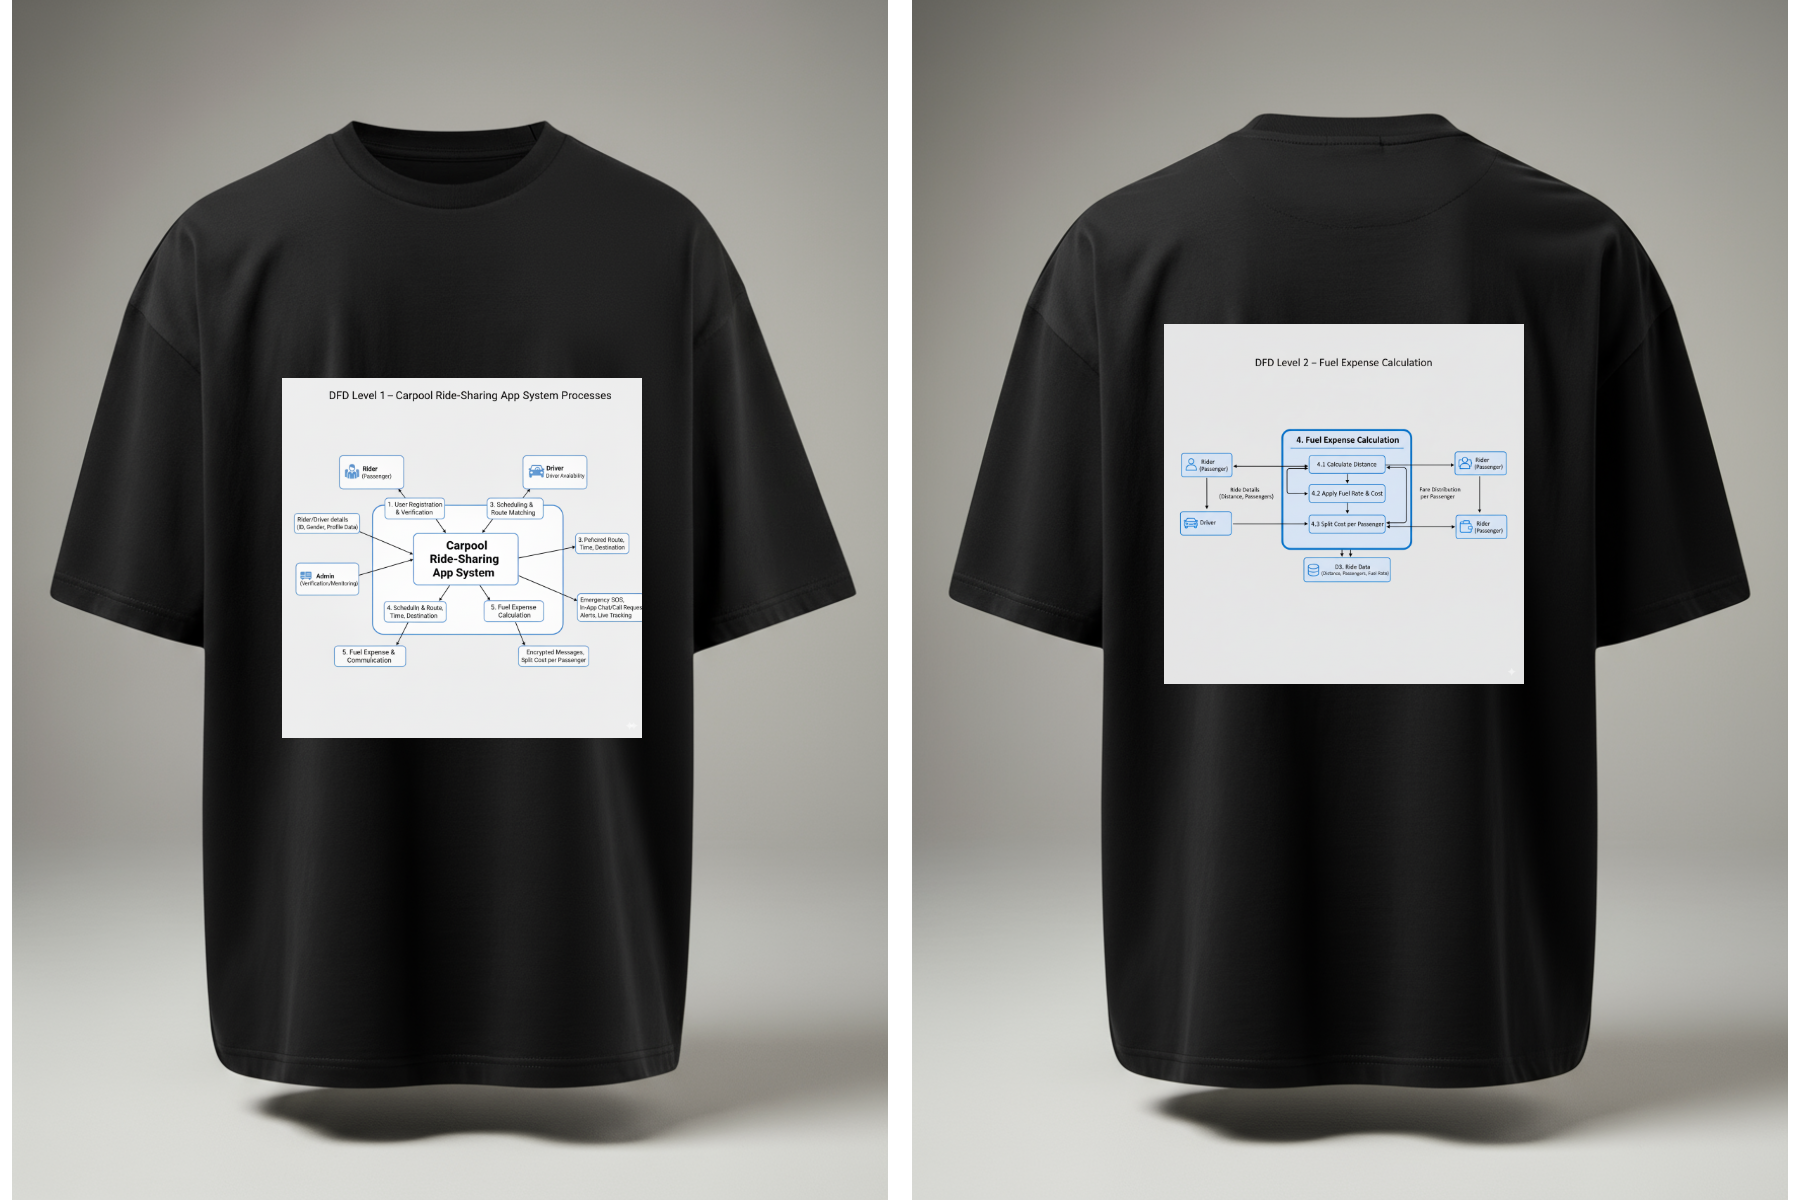 DFD Level 1 – Carpool Ride-Sharing App System Processes
Rider
(Passenger)
Driver
Driver Avaiability
1. User Registration
& Verification
3. Scheduling &
Route Matching
Rider/Driver details
(ID, Gender, Profile Data)
Carpool
Ride-Sharing
App System
3. Peficred Route,
Time, Destination
Admin
(Verification/Menitoring)
4. Scheduln & Route,
Time, Destination
5. Fuel Expense
Calculation
Emergency SOS,
In-App Chat/Call Reques
Alerts, Live Tracking
5. Fuel Expense &
Commulication
Encrypted Messages,
Split Cost per Passenger
DFD Level 2 – Fuel Expense Calculation
4. Fuel Expense Calculation
Rider
(Passenger)
4.1 Calculate Distance
Rider
(Passenger)
Ride Details
(Distance, Passengers)
4.2 Apply Fuel Rate & Cost
Fare Distribution
per Passenger
Driver
4.3 Split Cost per Passenger
Rider
(Passenger)
D3. Ride Data
(Distance, Passengers, Fuel Rate)